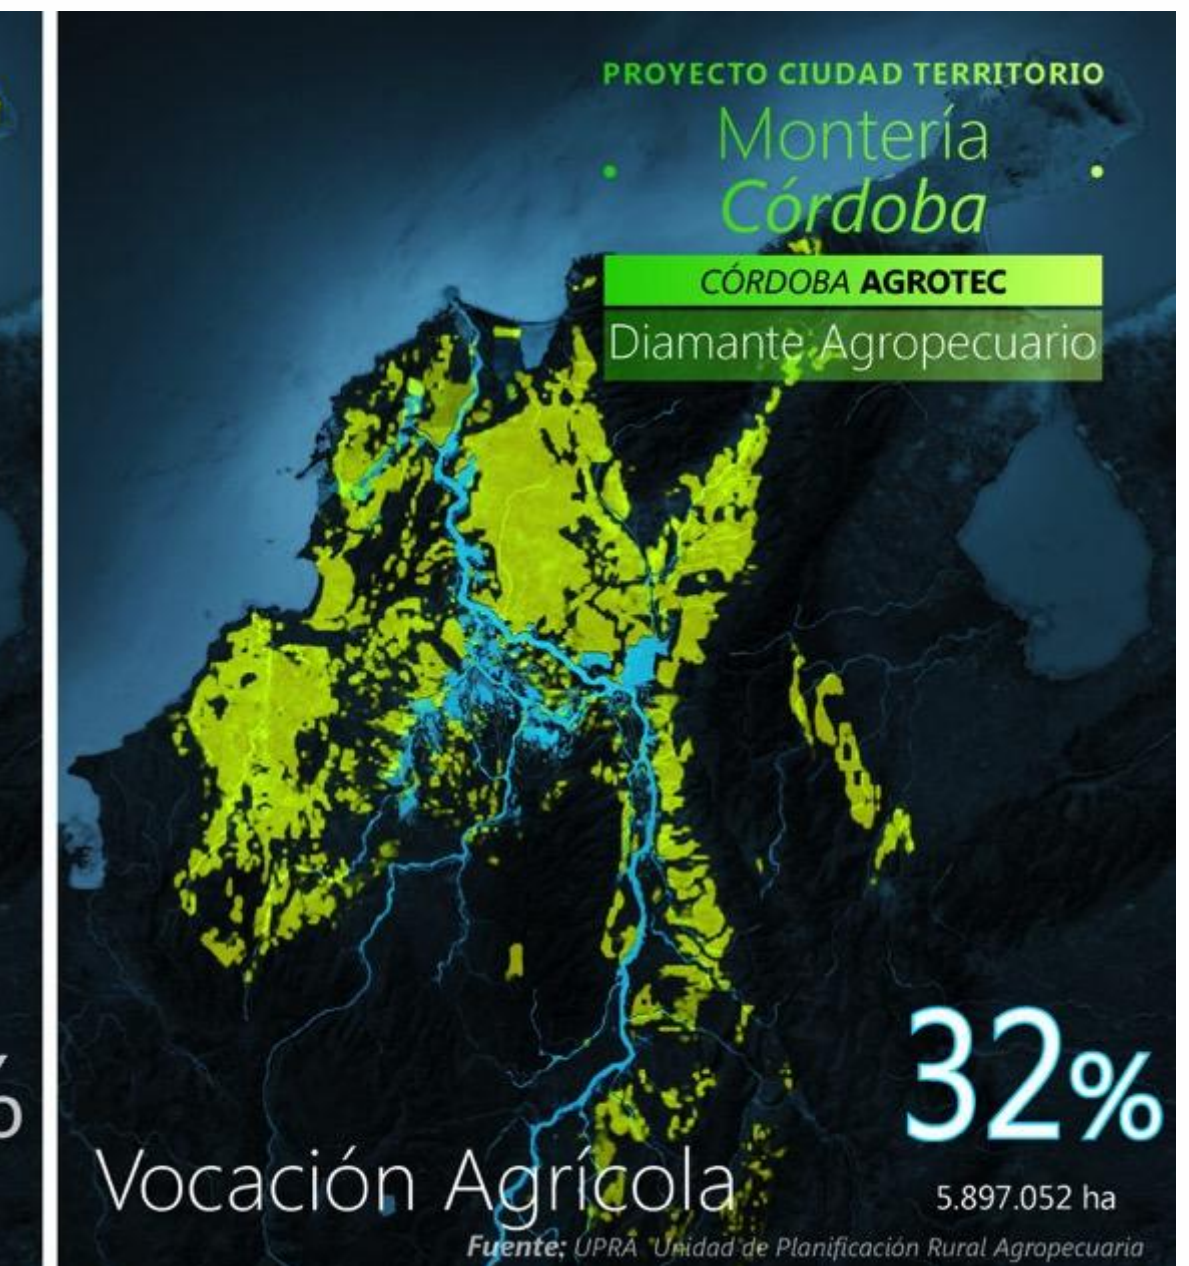 PROYECTO CIUDAD TERRITORIO
Montería
Córdoba
CÓRDOBA AGROTEC
Diamante Agropecuario
32%
%
Vocación Agrícola
5.897.052 ha
Fuente: UPRA Unidad de Planificación Rural Agropecuaria